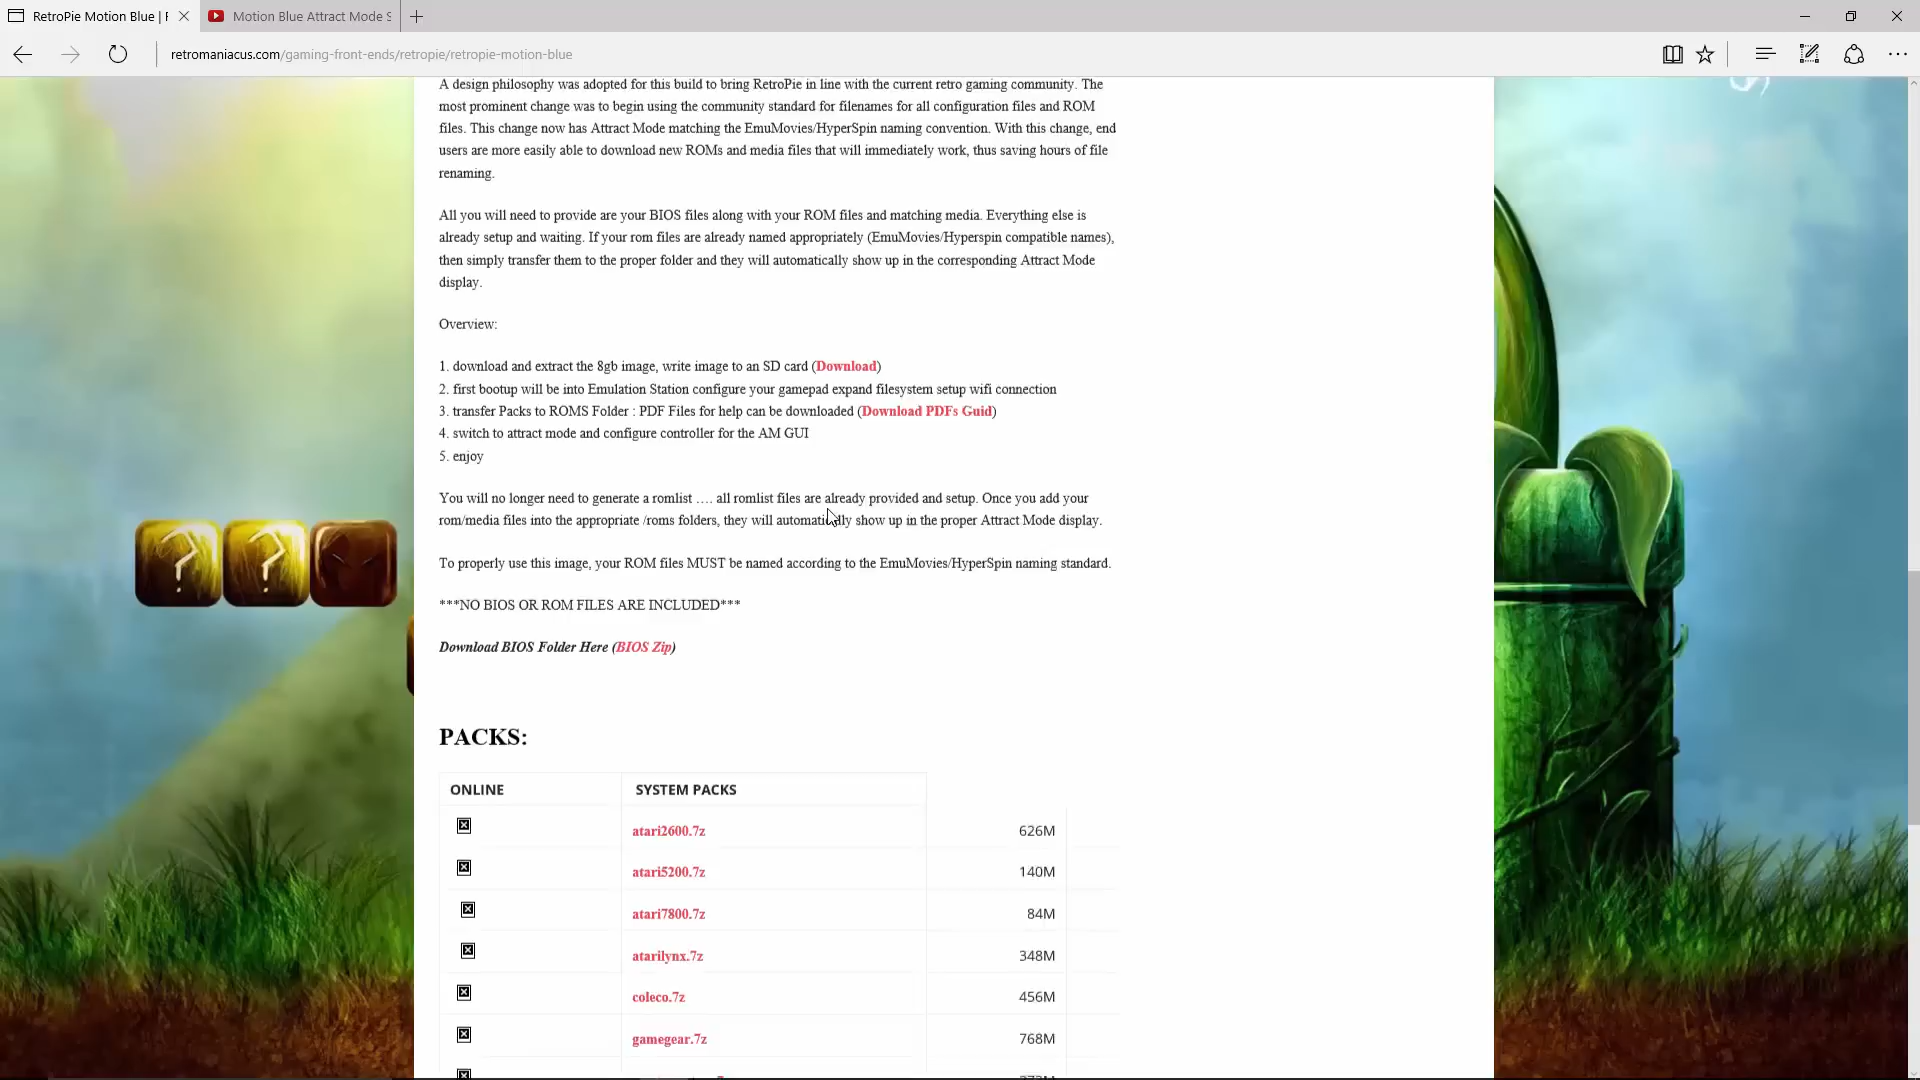 RetroPie Motion Blue | F
Motion Blue Attract Mode S
retromaniacus.com/gaming-front-ends/retropie/retropie-motion-blue
A design philosophy was adopted for this build to bring RetroPie in line with the current retro gaming community. The
most prominent change was to begin using the community standard for filenames for all configuration files and ROM
files. This change now has Attract Mode matching the EmuMovies/HyperSpin naming convention. With this change, end
users are more easily able to download new ROMs and media files that will immediately work, thus saving hours of file
renaming.
All you will need to provide are your BIOS files along with your ROM files and matching media. Everything else is
already setup and waiting. If your rom files are already named appropriately (EmuMovies/Hyperspin compatible names),
then simply transfer them to the proper folder and they will automatically show up in the corresponding Attract Mode
display.
Overview:
1. download and extract the 8gb image, write image to an SD card (Download)
2. first bootup will be into Emulation Station configure your gamepad expand filesystem setup wifi connection
3. transfer Packs to ROMS Folder : PDF Files for help can be downloaded (Download PDFs Guid)
4. switch to attract mode and configure controller for the AM GUI
5. enjoy
You will no longer need to generate a romlist …. all romlist files are already provided and setup. Once you add your
rom/media files into the appropriate /roms folders, they will automatically show up in the proper Attract Mode display.
To properly use this image, your ROM files MUST be named according to the EmuMovies/HyperSpin naming standard.
***NO BIOS OR ROM FILES ARE INCLUDED***
Download BIOS Folder Here (BIOS Zip)
PACKS:
ONLINE SYSTEM PACKS
atari2600.7z 626M
atari5200.7z 140M
atari7800.7z 84M
atarilynx.7z 348M
coleco.7z 456M
gamegear.7z 768M